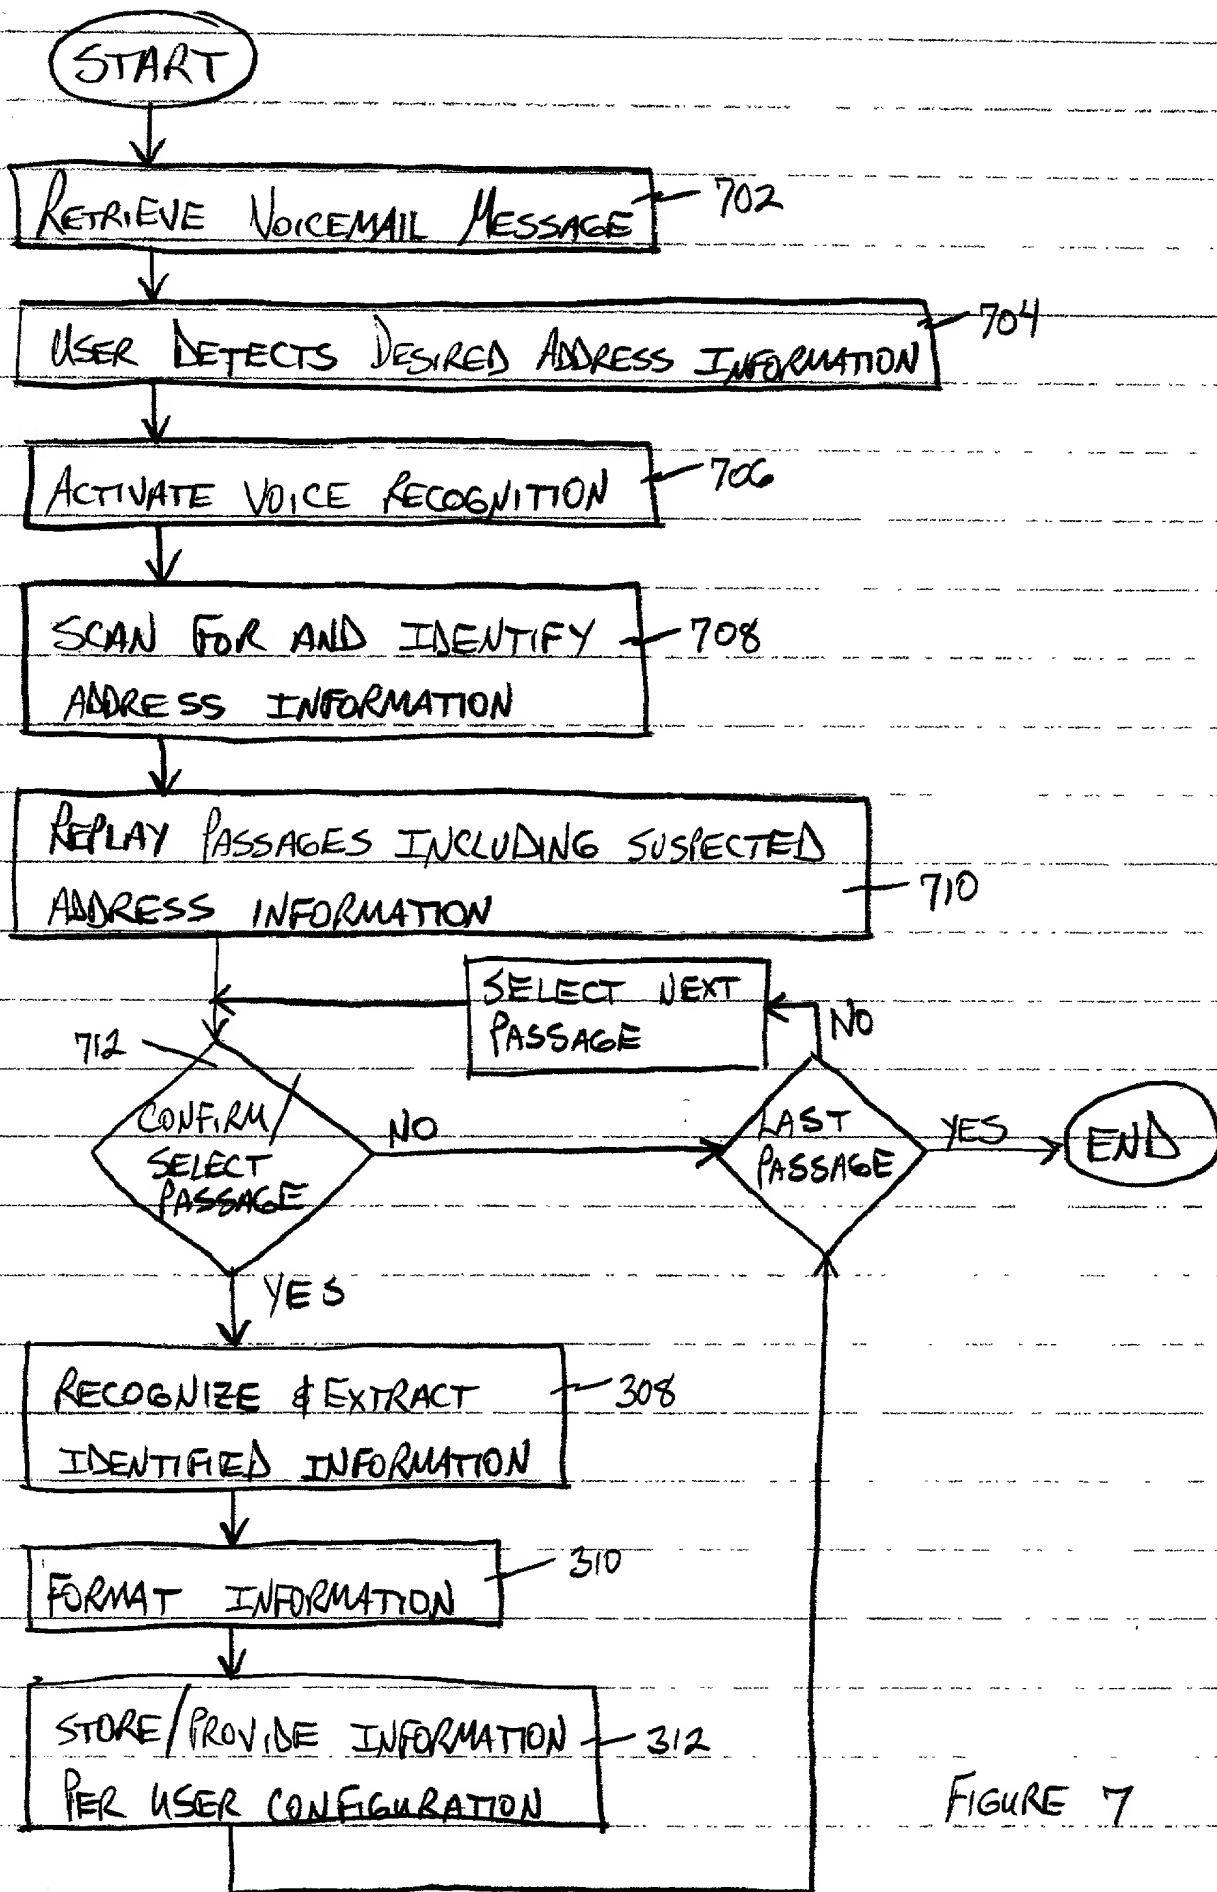 START
RETRIEVE VOICEMAIL MESSAGE 702
USER DETECTS DESIRED ADDRESS INFORMATION 704
ACTIVATE VOICE RECOGNITION 706
SCAN FOR AND IDENTIFY 708
ADDRESS INFORMATION
REPLAY PASSAGES INCLUDING SUSPECTED
ADDRESS INFORMATION 710
SELECT NEXT
PASSAGE
NO
712
CONFIRM/
SELECT
PASSAGE
NO
LAST
PASSAGE
YES
END
YES
RECOGNIZE & EXTRACT 308
IDENTIFIED INFORMATION
FORMAT INFORMATION 310
STORE/PROVIDE INFORMATION 312
PER USER CONFIGURATION
FIGURE 7